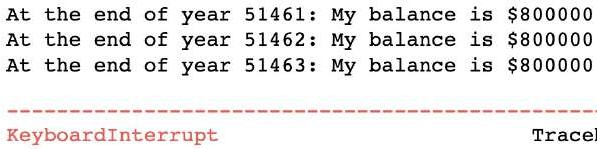 At the end of year 51461: My balance is $800000
At the end of year 51462: My balance is $800000
At the end of year 51463: My balance is $800000
KeyboardInterrupt